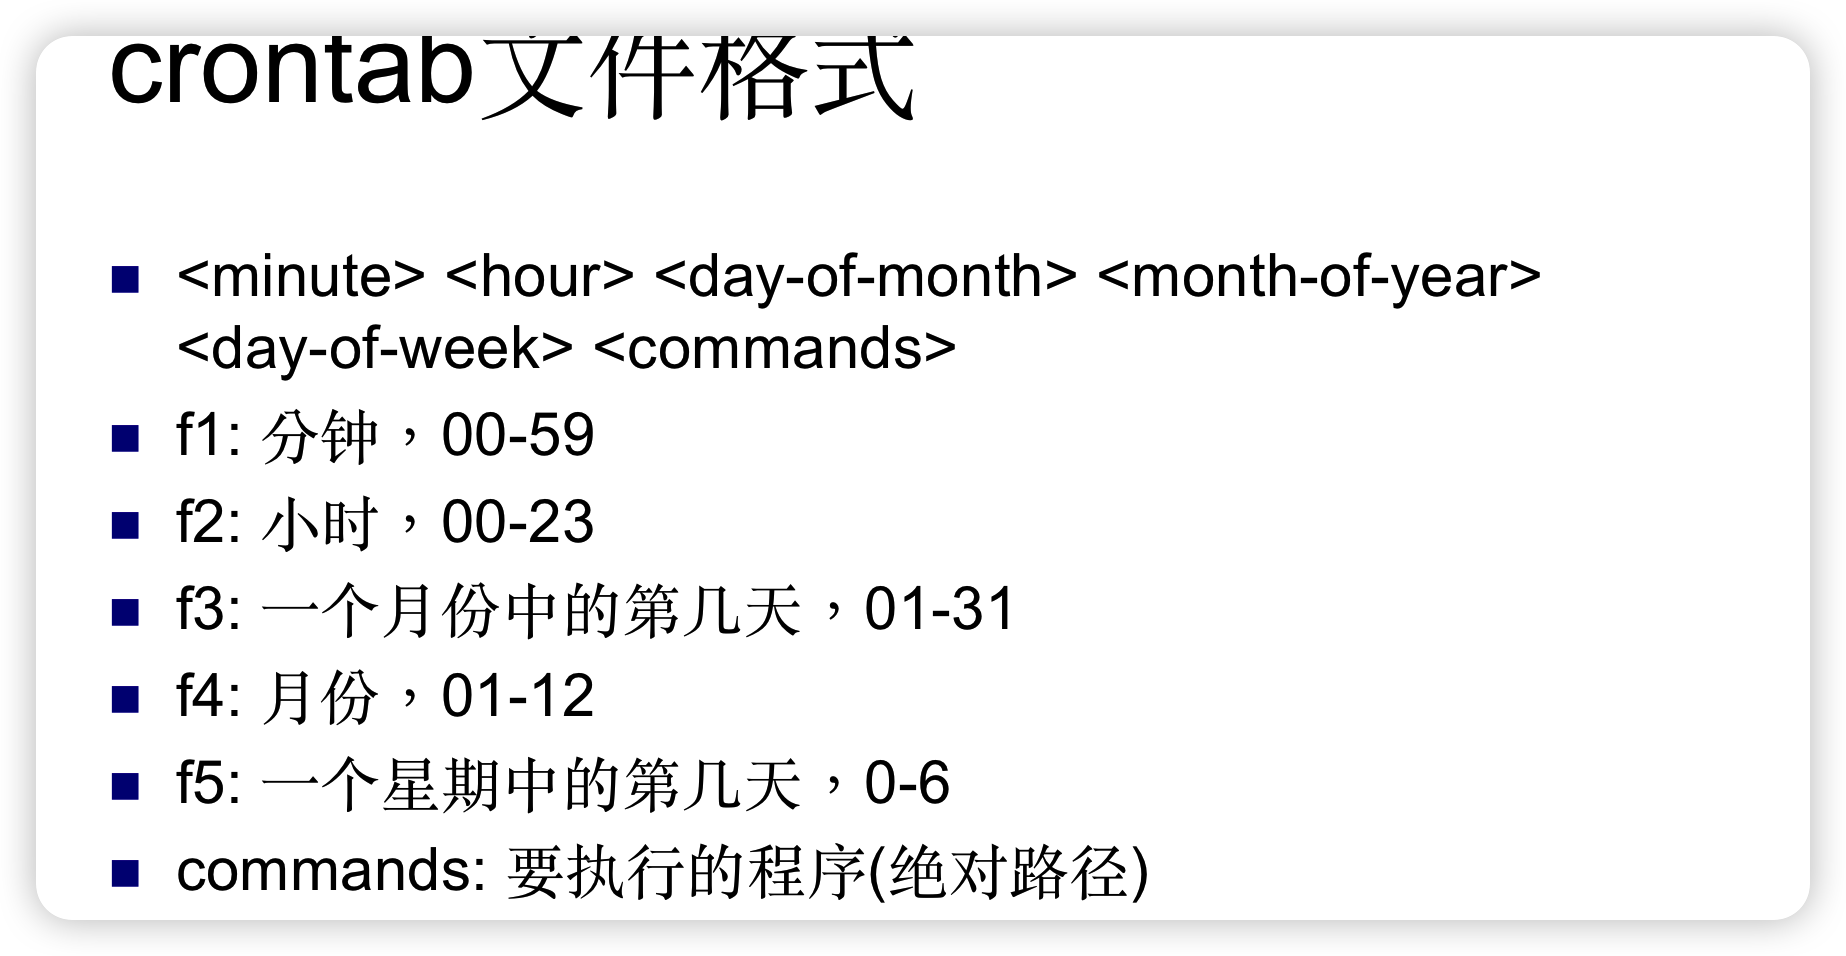 crontab文件格式
<minute> <hour> <day-of-month> <month-of-year>
<day-of-week> <commands>
f1: 分钟，00-59
f2: 小时，00-23
f3: 一个月份中的第几天，01-31
f4: 月份，01-12
f5: 一个星期中的第几天，0-6
commands: 要执行的程序(绝对路径)